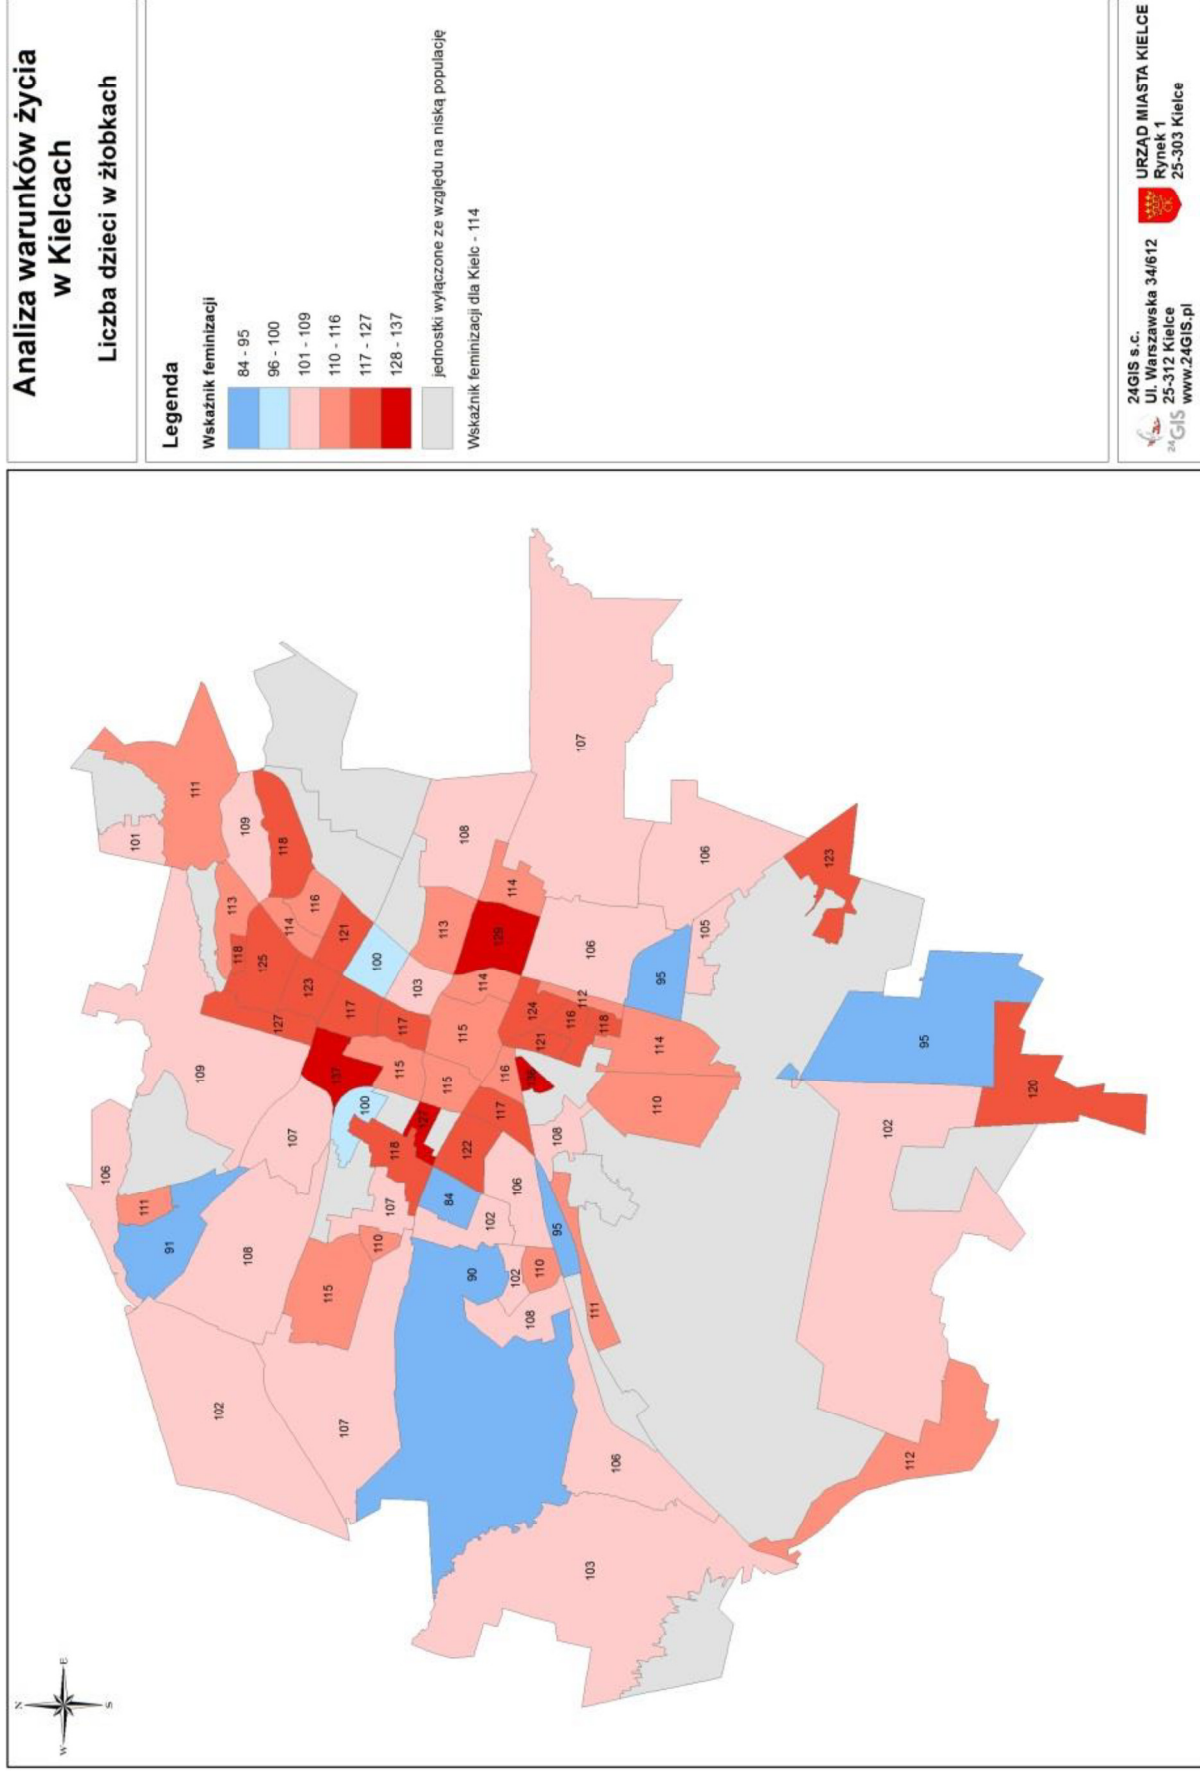 Analiza warunków życia
w Kielcach
Liczba dzieci w żłobkach
Legenda
Wskaźnik feminizacji
84 - 95
96 - 100
101 - 109
110 - 116
117 - 127
128 - 137
jednostki wyłączone ze względu na niską populację
Wskaźnik feminizacji dla Kielc - 114
24GIS s.c.
Ul. Warszawska 34/612
25-312 Kielce
www.24GIS.pl
24GIS
URZĄD MIASTA KIELCE
Rynek 1
25-303 Kielce
N
W
E
S
101
111
109
118
113
118
125
114
116
121
123
127
117
100
103
117
109
137
100
115
115
115
107
106
111
91
108
118
107
110
115
102
107
84
122
102
106
117
116
90
102
110
108
95
111
108
113
129
114
114
108
107
106
106
105
95
124
121
116
112
118
114
110
123
95
120
102
112
106
103